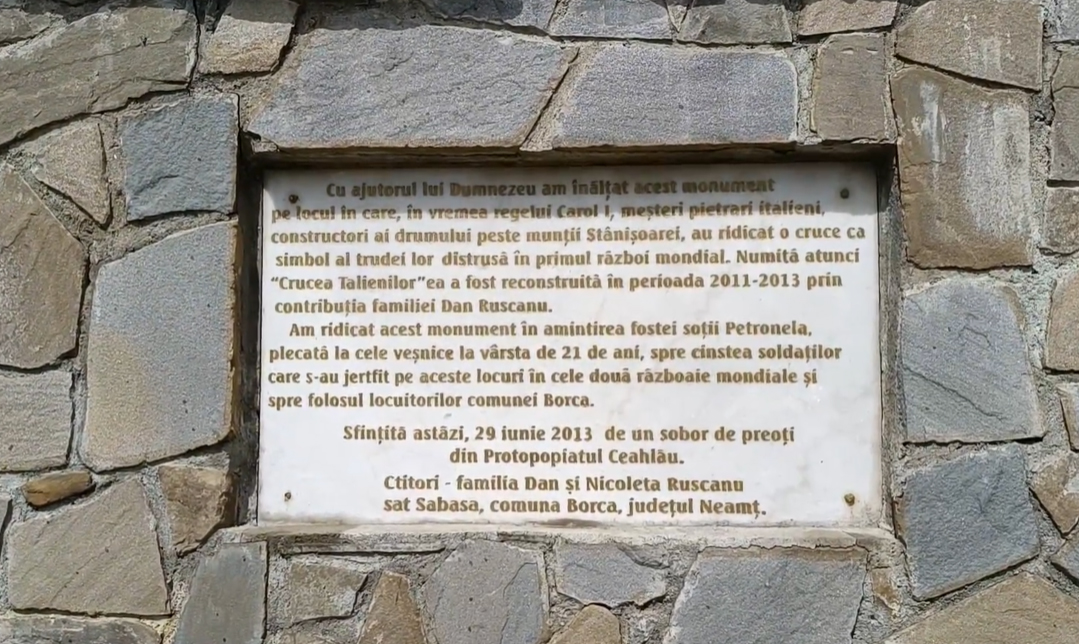 Cu ajutorul lui Dumnezeu am înălțat acest monument
pe locul în care, în vremea regelui Carol I, meșteri pietrari italieni,
constructori ai drumului peste munții Stânișoarei, au ridicat o cruce ca
simbol al trudei lor distrusă în primul război mondial. Numită atunci
“Crucea Talienilor”ea a fost reconstruită în perioada 2011-2013 prin
contribuția familiei Dan Ruscanu.
Am ridicat acest monument în amintirea fostei soții Petronela,
plecată la cele veșnice la vârsta de 21 de ani, spre cinstea soldaților
care s-au jertfit pe aceste locuri în cele două războaie mondiale și
spre folosul locuitorilor comunei Borca.
Sfințită astăzi, 29 iunie 2013 de un sobor de preoți
din Protopopiatul Ceahlău.
Ctitori - familia Dan și Nicoleta Ruscanu
sat Sabasa, comuna Borca, județul Neamț.